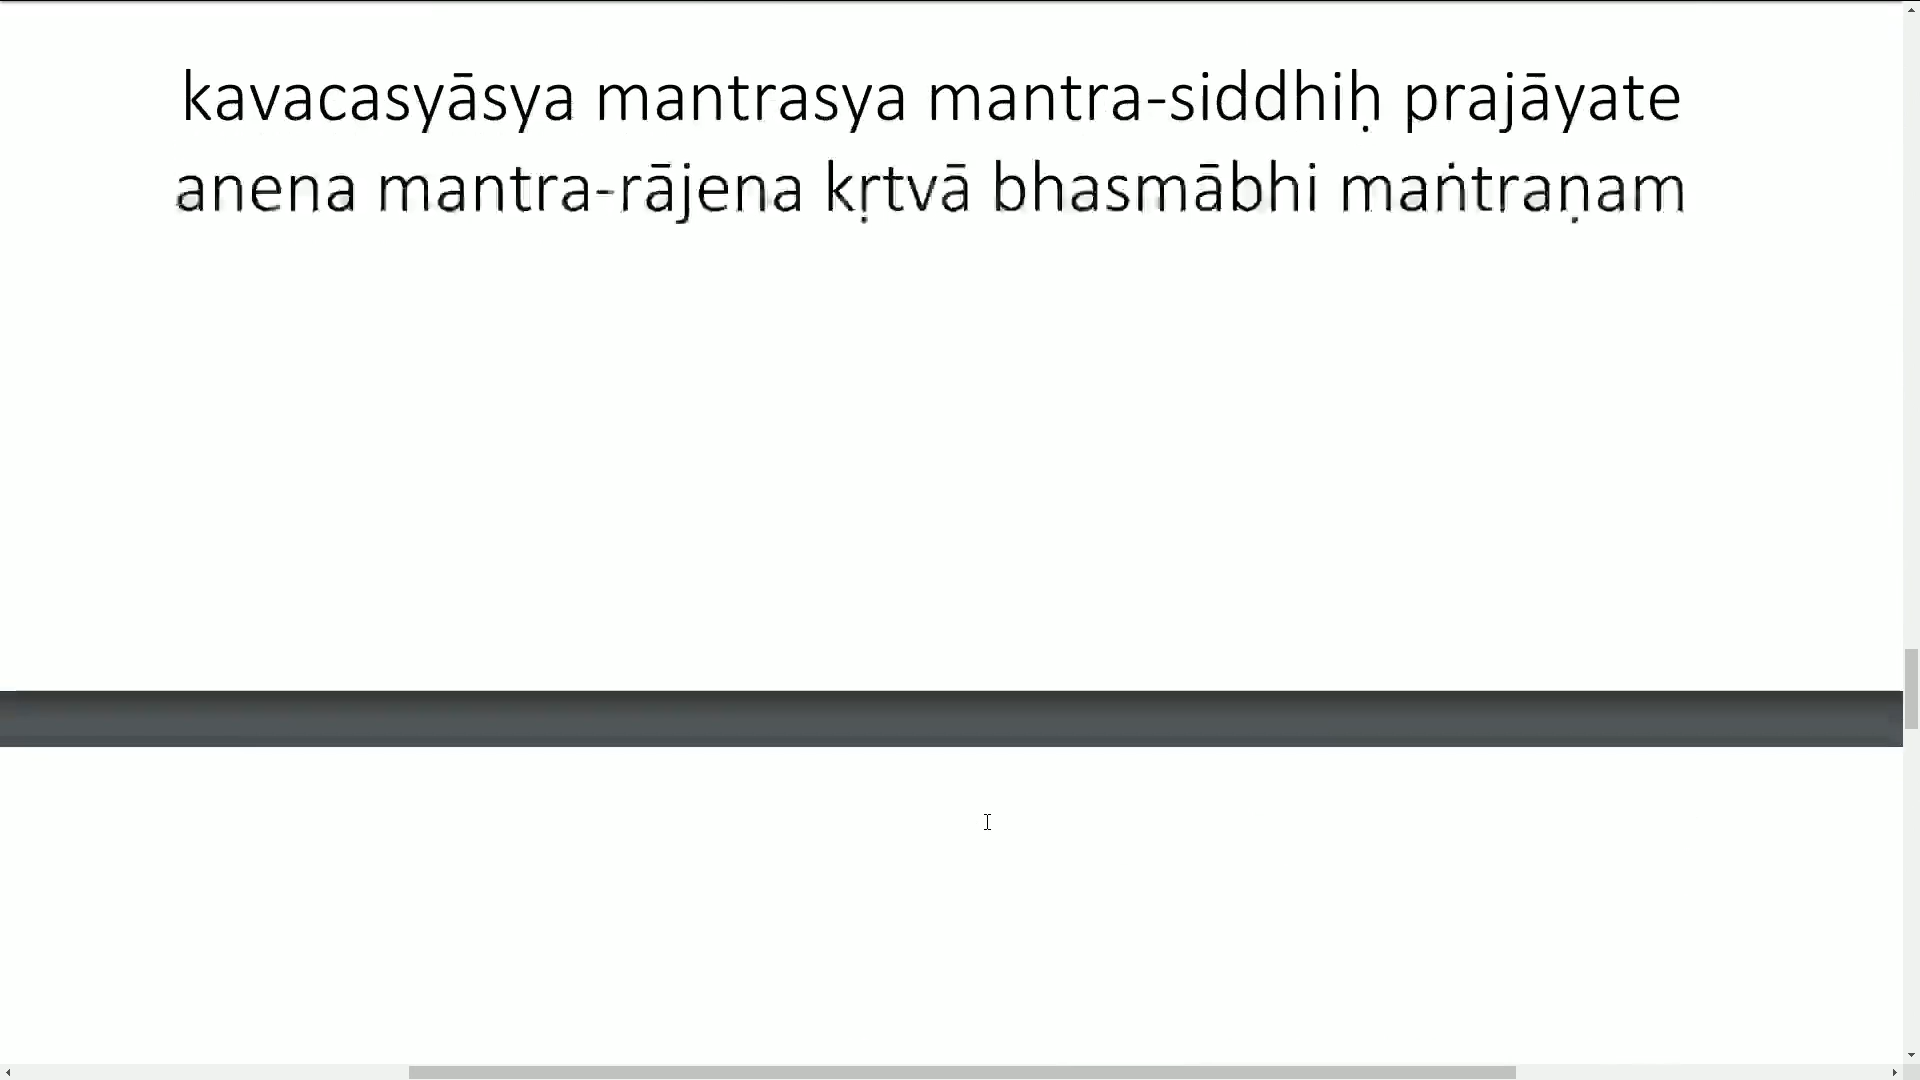 kavacasyāsya mantrasya mantra-siddhiḥ prajāyate
anena mantra-rājena kṛtvā bhasmābhi maṅtraṇam